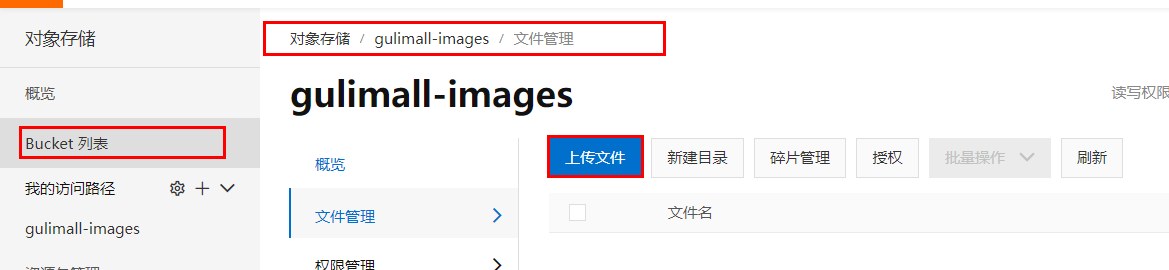 对象存储
概览
Bucket 列表
我的访问路径
gulimall-images
对象存储 / gulimall-images / 文件管理
gulimall-images
读写权限
概览
文件管理
权限管理
上传文件 新建目录 碎片管理 授权 批量操作 刷新
文件名